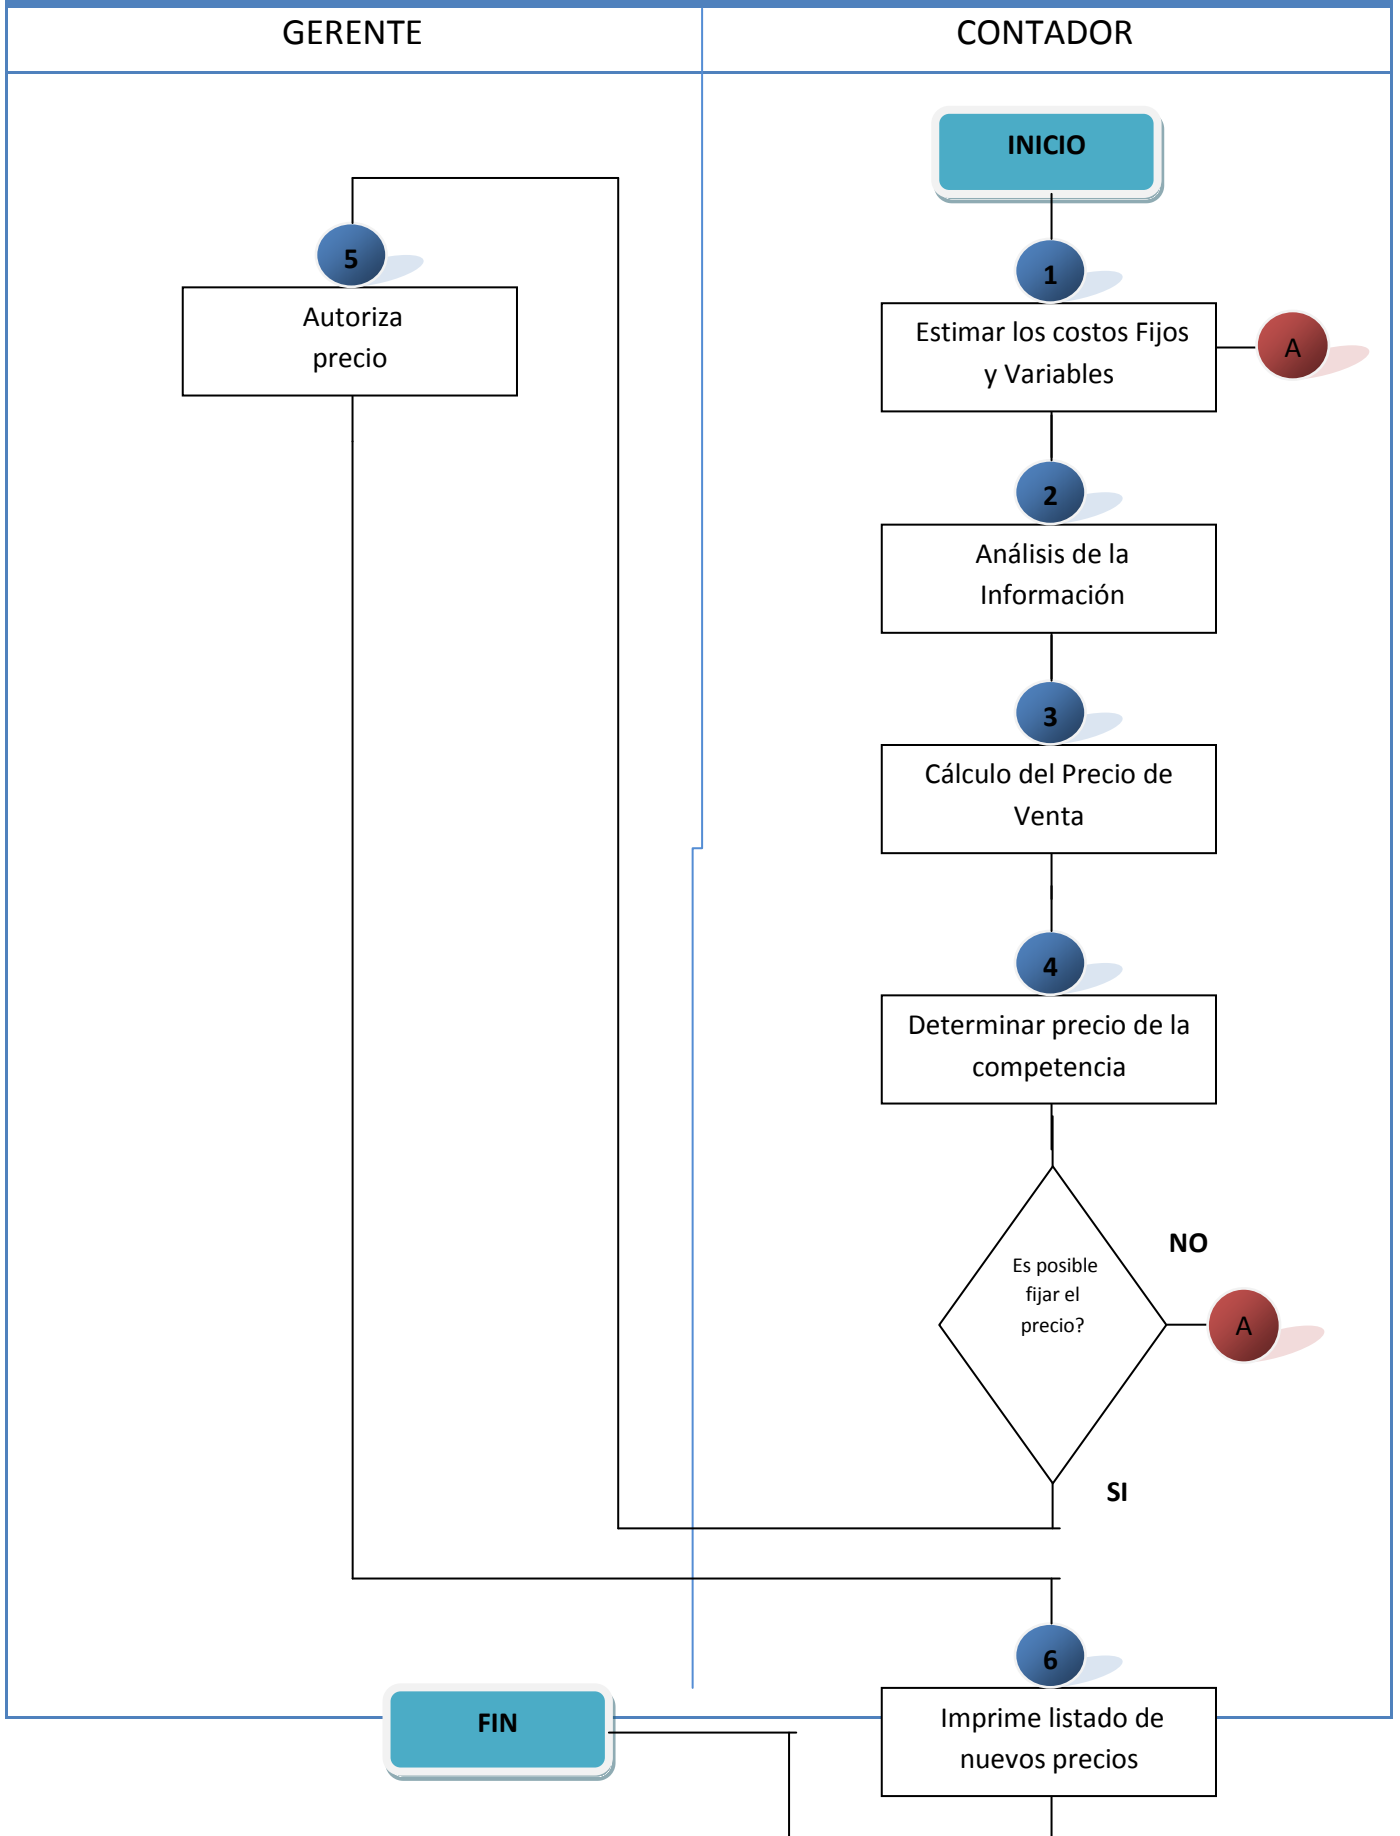 GERENTE
CONTADOR
INICIO
1
Estimar los costos Fijos
y Variables
A
2
Análisis de la
Información
3
Cálculo del Precio de
Venta
4
Determinar precio de la
competencia
Es posible
fijar el
precio?
NO
A
SI
5
Autoriza
precio
6
Imprime listado de
nuevos precios
FIN